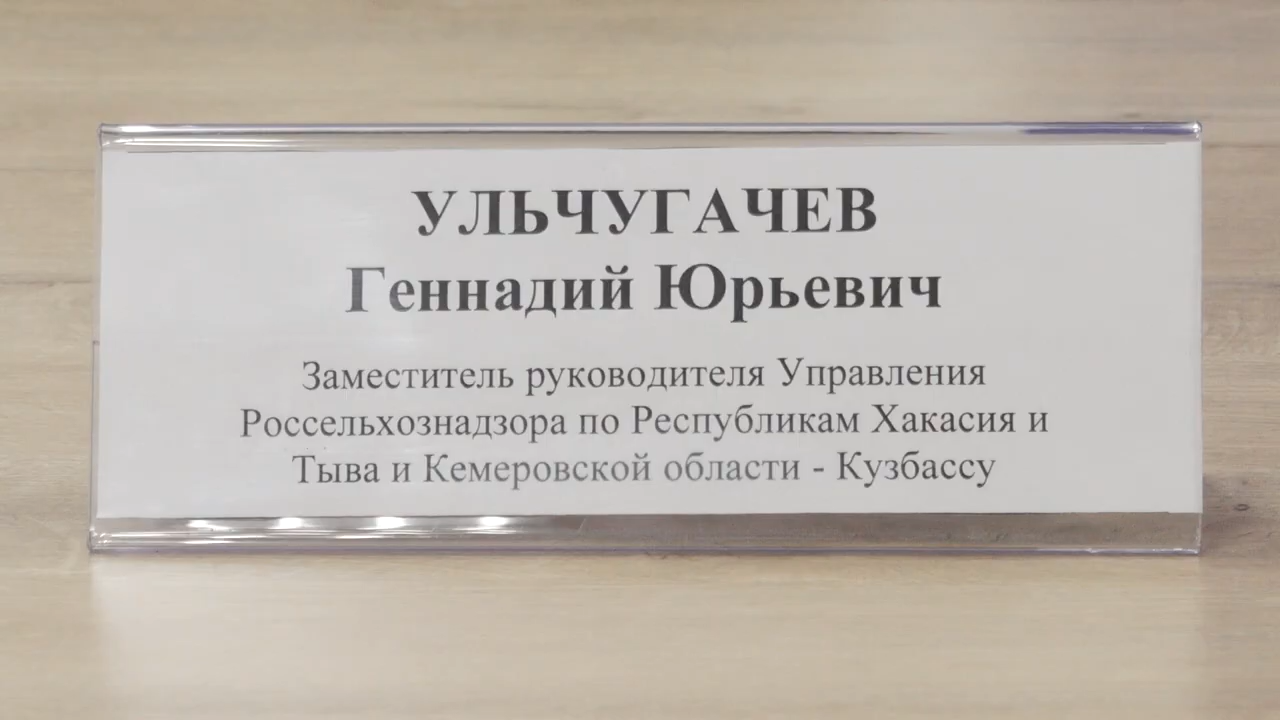 УЛЬЧУГАЧЕВ
Геннадий Юрьевич
Заместитель руководителя Управления
Россельхознадзора по Республикам Хакасия и
Тыва и Кемеровской области - Кузбассу